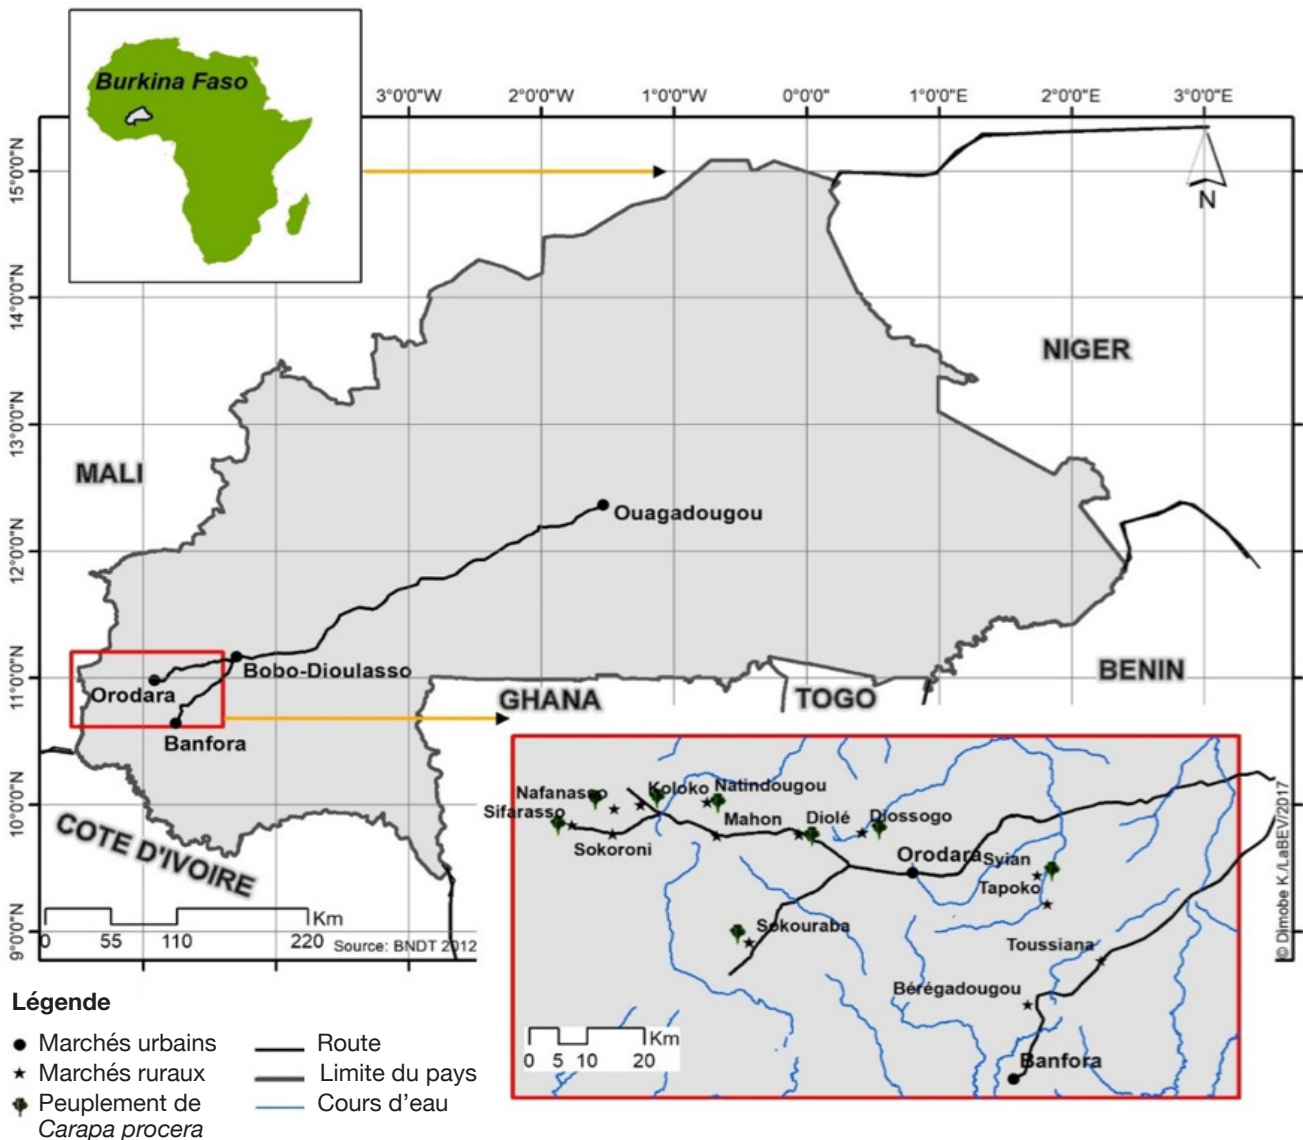 Burkina Faso
3°0'0"W 2°0'0"W 1°0'0"W 0°0'0" 1°0'0"E 2°0'0"E 3°0'0"E
15°0'0"N
14°0'0"N
13°0'0"N
12°0'0"N
11°0'0"N
10°0'0"N
9°0'0"N
N
NIGER
MALI
Ouagadougou
Bobo-Dioulasso
Orodara
Banfora
GHANA
TOGO
BENIN
COTE D'IVOIRE
Km
0 55 110 220
Source: BNDT 2012
Nafanasso
Koloko
Natindougou
Sifarasso
Mahon
Diolé
Diossogo
Sokoroni
Orodara
Syian
Tapoko
Sokouraba
Toussiana
Bérégadougou
Banfora
Km
0 5 10 20
© Dimobe K./LaBEV/2017
Légende
Marchés urbains
Marchés ruraux
Peuplement de
Carapa procera
Route
Limite du pays
Cours d'eau